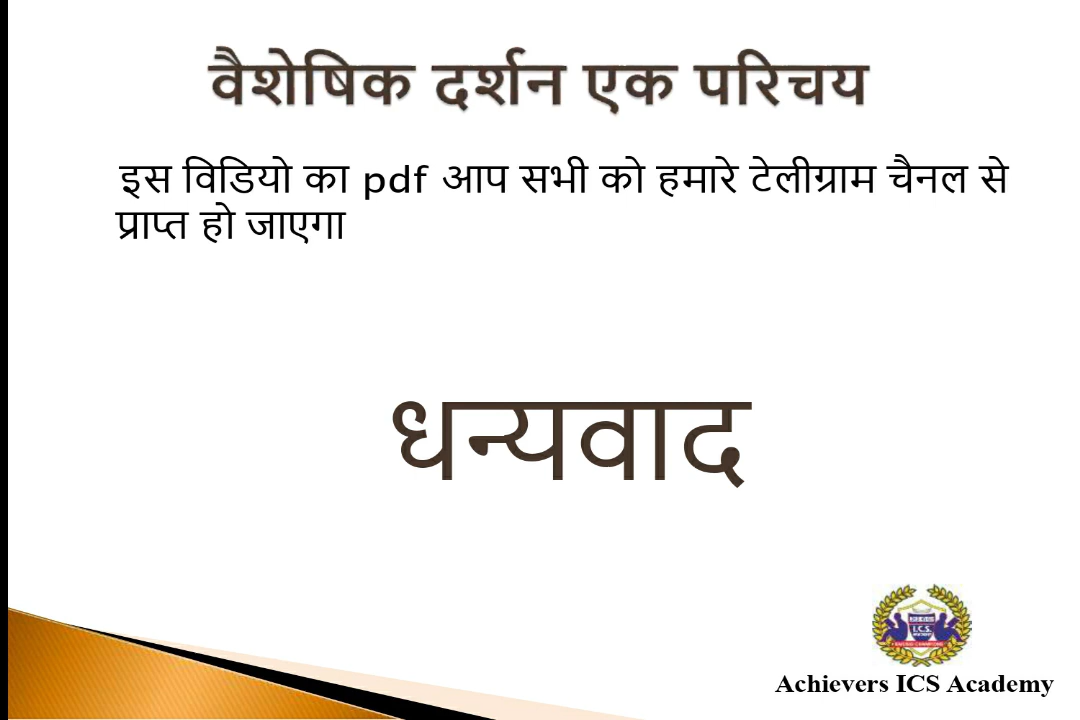 वैशेषिक दर्शन एक परिचय
इस विडियो का pdf आप सभी को हमारे टेलीग्राम चैनल से
प्राप्त हो जाएगा
धन्यवाद
I.C.S.
Achievers ICS Academy